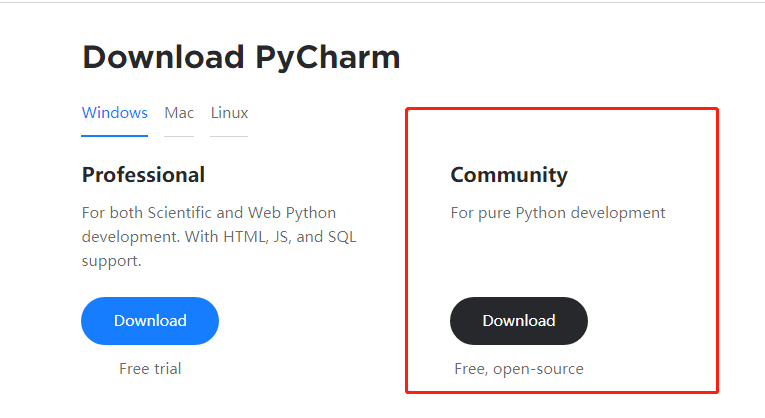 Download PyCharm
Windows Mac Linux
Professional
For both Scientific and Web Python
development. With HTML, JS, and SQL
support.
Download
Free trial
Community
For pure Python development
Download
Free, open-source